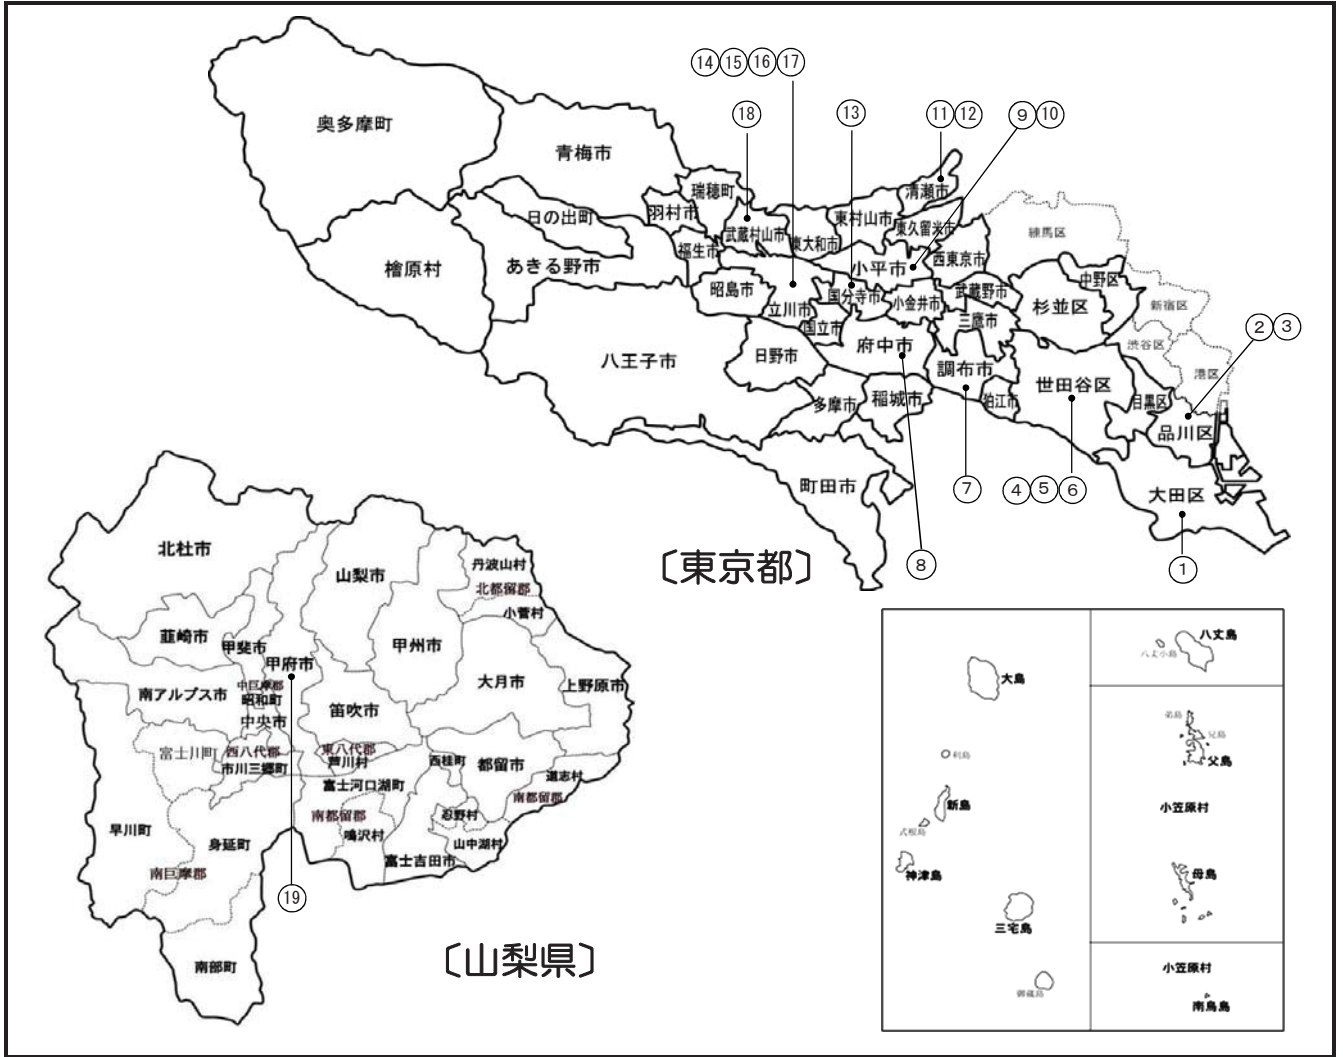 ⑭⑮⑯⑰
⑱
⑬
⑪⑫
⑨⑩
奥多摩町
青梅市
瑞穂町
清瀬市
羽村市
日の出町
武蔵村山市
東大和市
東村山市
東久留米市
練馬区
檜原村
あきる野市
福生市
小平市
西東京市
中野区
昭島市
立川市
国分寺市
小金井市
武蔵野市
杉並区
新宿区
国立市
三鷹市
渋谷区
②③
八王子市
日野市
府中市
調布市
世田谷区
港区
多摩市
稲城市
狛江市
目黒区
品川区
町田市
⑦
④⑤⑥
大田区
⑧
①
〔東京都〕
北杜市
山梨市
丹波山村
北都留郡
小菅村
韮崎市
甲斐市
甲府市
甲州市
南アルプス市
中巨摩郡
昭和町
大月市
上野原市
中央市
笛吹市
富士川町
西八代郡
市川三郷町
東八代郡
芦川村
西桂町
都留市
道志村
富士河口湖町
南都留郡
南都留郡
鳴沢村
忍野村
早川町
身延町
山中湖村
富士吉田市
南巨摩郡
⑲
南部町
〔山梨県〕
大島
利島
新島
式根島
神津島
三宅島
御蔵島
八丈島
八丈小島
弟島
兄島
父島
小笠原村
母島
小笠原村
南鳥島